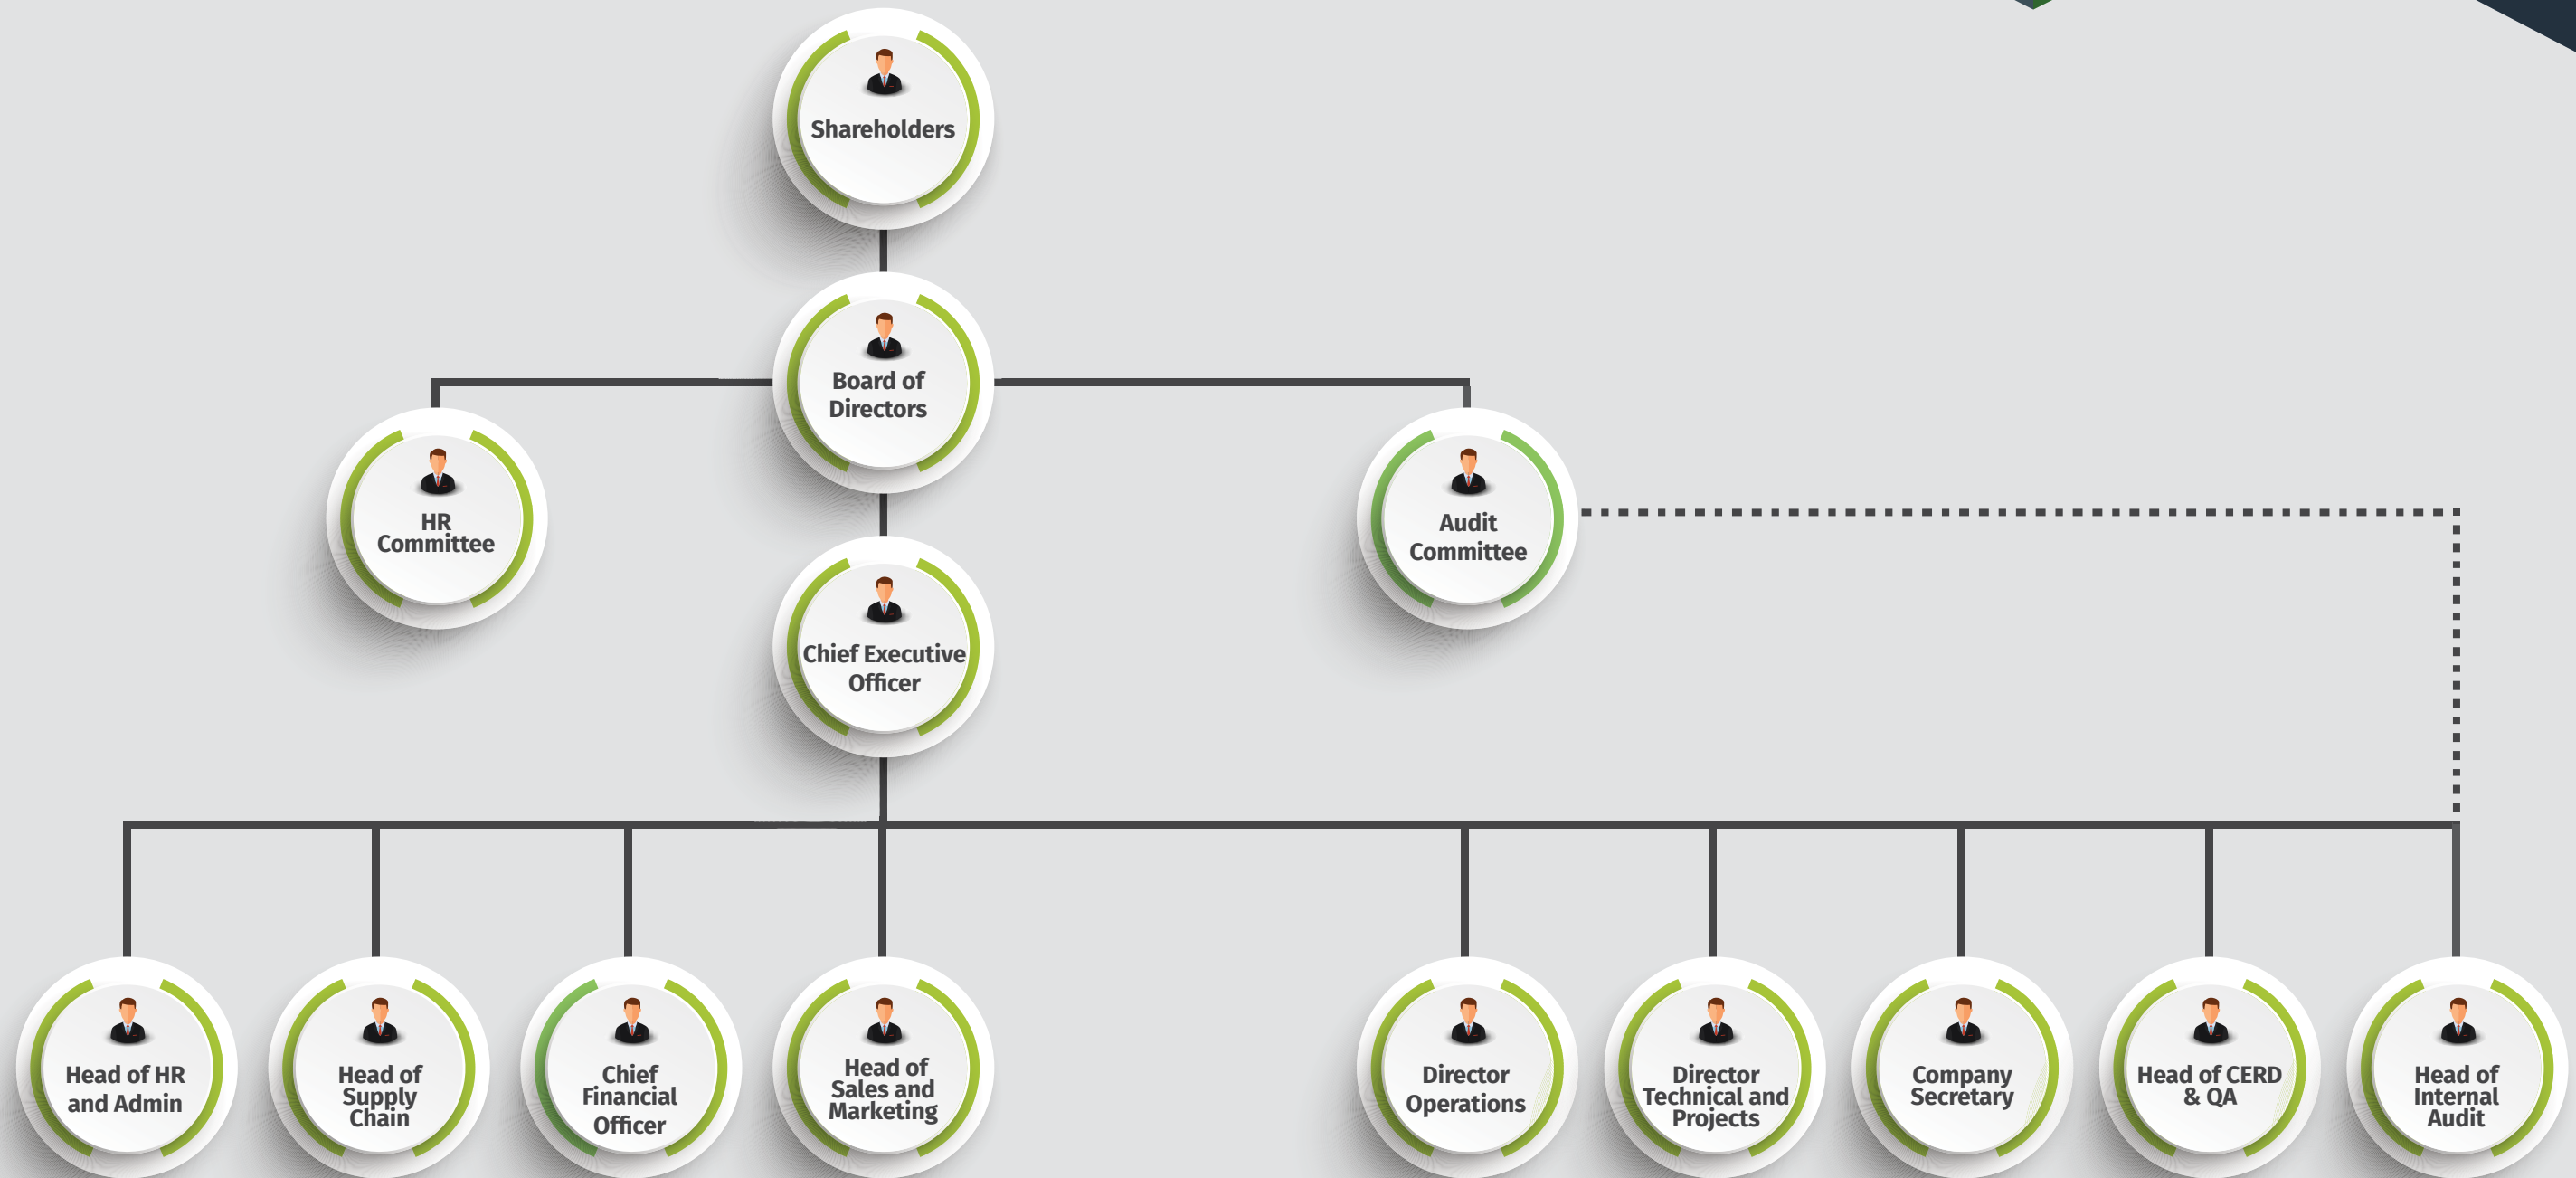 Shareholders
Board of
Directors
HR
Committee
Audit
Committee
Chief Executive
Officer
Head of HR
and Admin
Head of
Supply
Chain
Chief
Financial
Officer
Head of
Sales and
Marketing
Director
Operations
Director
Technical and
Projects
Company
Secretary
Head of CERD
& QA
Head of
Internal
Audit